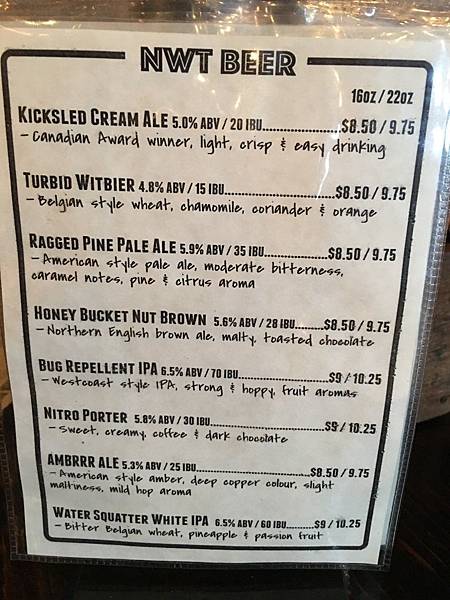 NWT BEER
16oz / 22oz
KICKSLED CREAM ALE 5.0% ABV / 20 IBU.........................$8.50 / 9.75
- Canadian Award winner, light, crisp & easy drinking
TURBID WITBIER 4.8% ABV / 15 IBU..................................$8.50 / 9.75
- Belgian style wheat, chamomile, coriander & orange
RAGGED PINE PALE ALE 5.9% ABV / 35 IBU...................$8.50 / 9.75
- American style pale ale, moderate bitterness,
caramel notes, pine & citrus aroma
HONEY BUCKET NUT BROWN 5.6% ABV / 28 IBU.........$8.50 / 9.75
- Northern English brown ale, malty, toasted chocolate
BUG REPELLENT IPA 6.5% ABV / 70 IBU...........................$9 / 10.25
- Westcoast style IPA, strong & hoppy, fruit aromas
NITRO PORTER 5.8% ABV / 30 IBU..................................$9 / 10.25
- Sweet, creamy, coffee & dark chocolate
AMBRRR ALE 5.3% ABV / 25 IBU...................................$8.50 / 9.75
- American style amber, deep copper colour, slight
maltiness, mild hop aroma
WATER SQUATTER WHITE IPA 6.5% ABV / 60 IBU.........$9 / 10.25
- Bitter Belgian wheat, pineapple & passion fruit